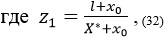 где z₁ = (l+x₀)/(X*+x₀) , (32)